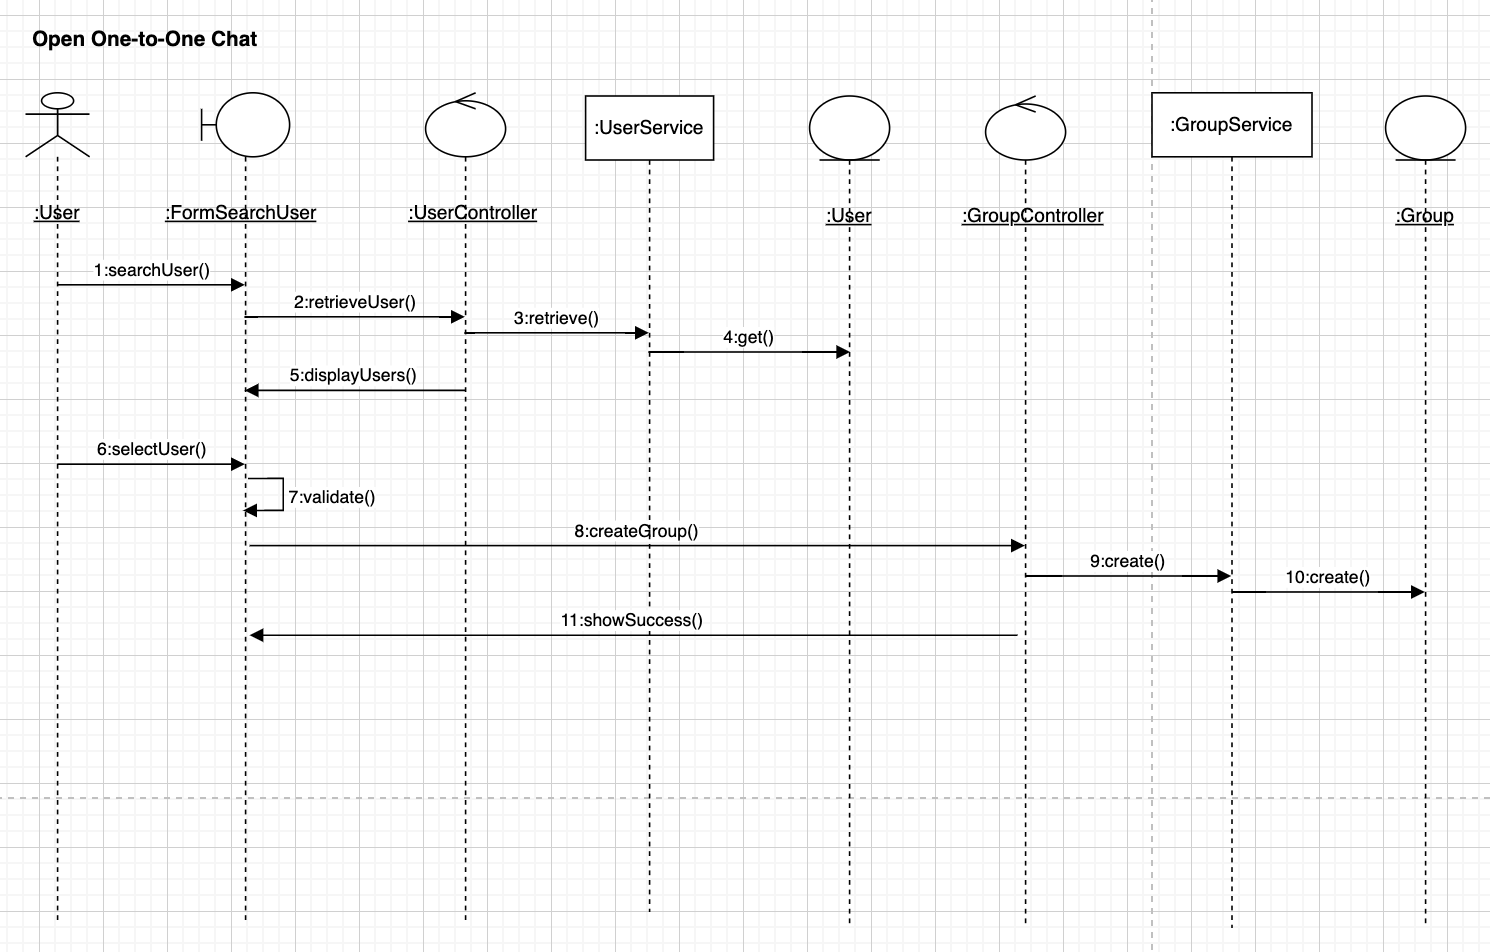 Open One-to-One Chat
:UserService
:GroupService
:User
:FormSearchUser
:UserController
:User
:GroupController
:Group
1:searchUser()
2:retrieveUser()
3:retrieve()
4:get()
5:displayUsers()
6:selectUser()
7:validate()
8:createGroup()
9:create()
10:create()
11:showSuccess()